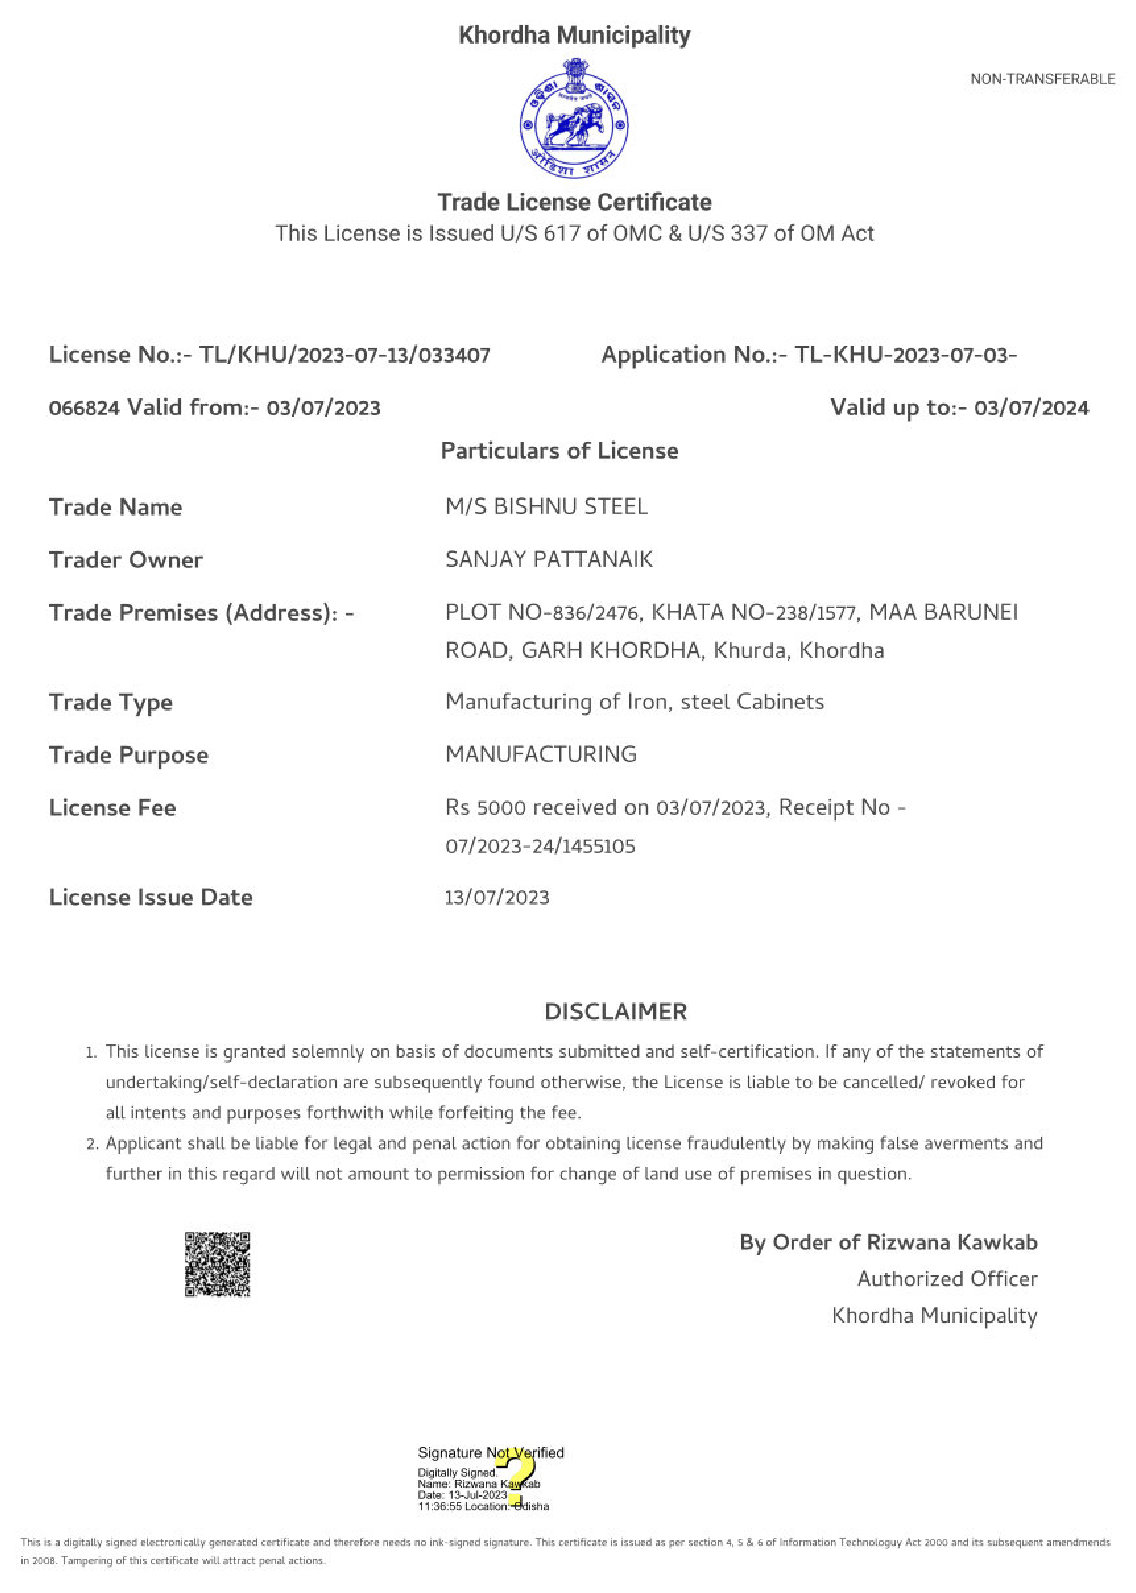 Khordha Municipality
NON-TRANSFERABLE
ଓଡ଼ିଶା ଶାସନ
ओडिशा शासन
Trade License Certificate
This License is Issued U/S 617 of OMC & U/S 337 of OM Act
License No.:- TL/KHU/2023-07-13/033407 Application No.:- TL-KHU-2023-07-03-
066824 Valid from:- 03/07/2023 Valid up to:- 03/07/2024
Particulars of License
Trade Name M/S BISHNU STEEL
Trader Owner SANJAY PATTANAIK
Trade Premises (Address): - PLOT NO-836/2476, KHATA NO-238/1577, MAA BARUNEI
ROAD, GARH KHORDHA, Khurda, Khordha
Trade Type Manufacturing of Iron, steel Cabinets
Trade Purpose MANUFACTURING
License Fee Rs 5000 received on 03/07/2023, Receipt No -
07/2023-24/1455105
License Issue Date 13/07/2023
DISCLAIMER
1. This license is granted solemnly on basis of documents submitted and self-certification. If any of the statements of
undertaking/self-declaration are subsequently found otherwise, the License is liable to be cancelled/ revoked for
all intents and purposes forthwith while forfeiting the fee.
2. Applicant shall be liable for legal and penal action for obtaining license fraudulently by making false averments and
further in this regard will not amount to permission for change of land use of premises in question.
By Order of Rizwana Kawkab
Authorized Officer
Khordha Municipality
Signature Not Verified
Digitally Signed.
Name: Rizwana Kawkab
Date: 13-Jul-2023
11:36:55 Location: Odisha
This is a digitally signed electronically generated certificate and therefore needs no ink-signed signature. This certificate is issued as per section 4, 5 & 6 of Information Technologuy Act 2000 and its subsequent amendmends
in 2008. Tampering of this certificate will attract penal actions.